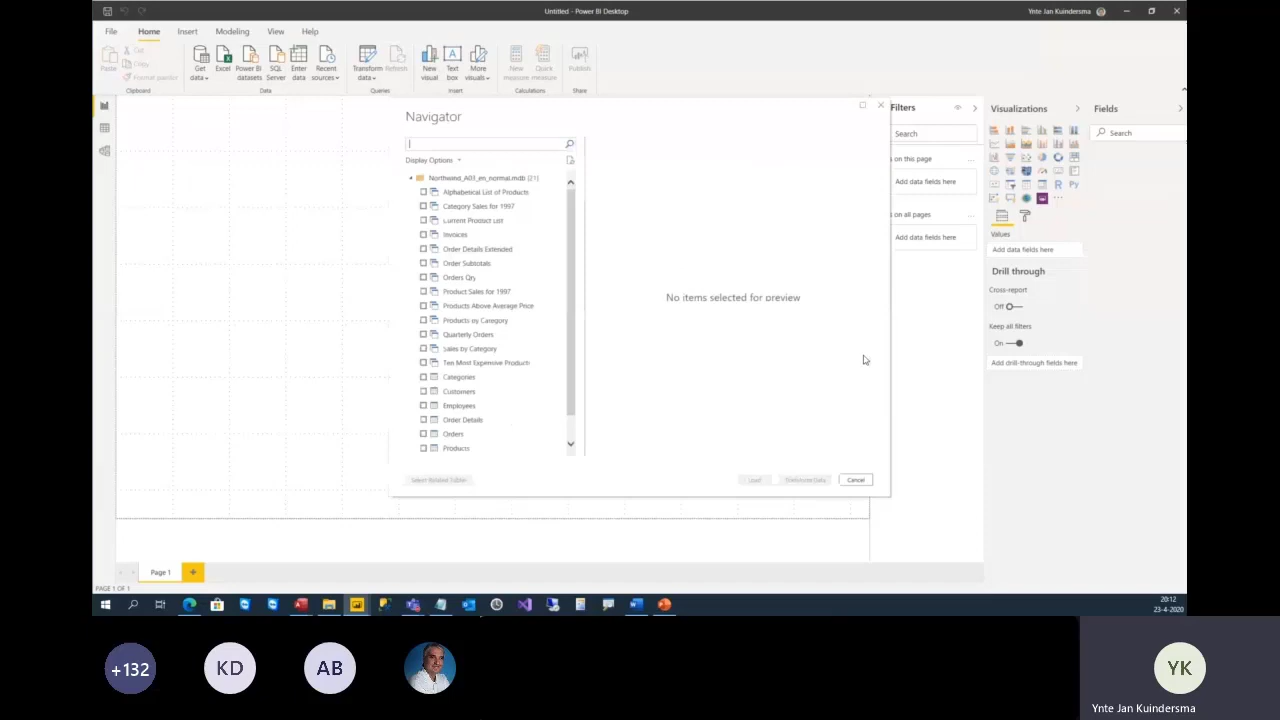 Untitled - Power BI Desktop
Ynte Jan Kuindersma
File Home Insert Modeling View Help
Paste
Cut
Copy
Format painter
Get data
Excel
Power BI datasets
SQL Server
Enter data
Recent sources
Transform data
Refresh
New visual
Text box
More visuals
New measure
Quick measure
Publish
Clipboard
Data
Queries
Insert
Calculations
Share
Navigator
Display Options
Northwind_A03_en_normal.mdb [21]
Alphabetical List of Products
Category Sales for 1997
Current Product List
Invoices
Order Details Extended
Order Subtotals
Orders Qry
Product Sales for 1997
Products Above Average Price
Products by Category
Quarterly Orders
Sales by Category
Ten Most Expensive Products
Categories
Customers
Employees
Order Details
Orders
Products
No items selected for preview
Select Related Tables
Load
Transform Data
Cancel
Filters
Search
s on this page
...
Add data fields here
s on all pages
...
Add data fields here
Visualizations
R
Py
...
Values
Add data fields here
Drill through
Cross-report
Off
Keep all filters
On
Add drill-through fields here
Fields
Search
Page 1
+
PAGE 1 OF 1
20:12
23-4-2020
+132
KD
AB
YK
Ynte Jan Kuindersma